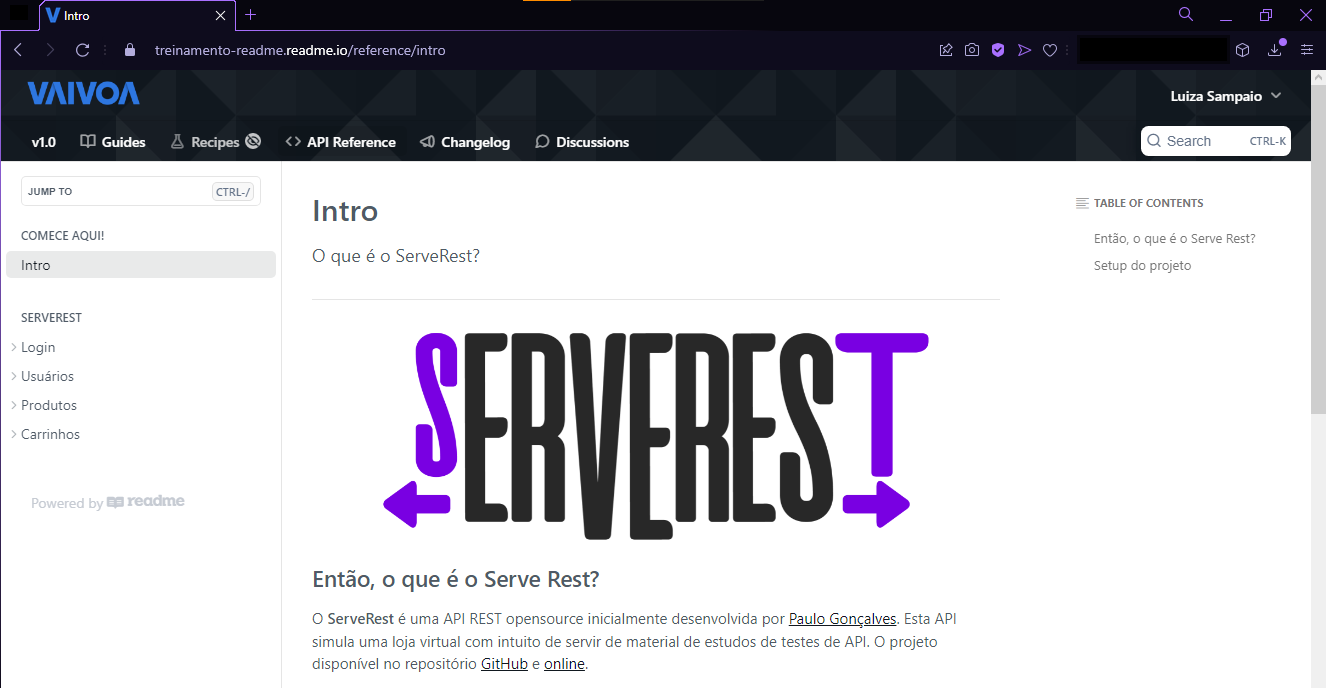 Intro
treinamento-readme.readme.io/reference/intro
VAIVOA
Luiza Sampaio
v1.0 Guides Recipes API Reference Changelog Discussions
Search CTRL-K
JUMP TO CTRL-/
COMECE AQUI!
Intro
SERVEREST
Login
Usuários
Produtos
Carrinhos
Powered by readme
Intro
O que é o ServeRest?
SERVEREST
Então, o que é o Serve Rest?
O ServeRest é uma API REST opensource inicialmente desenvolvida por Paulo Gonçalves. Esta API
simula uma loja virtual com intuito de servir de material de estudos de testes de API. O projeto
disponível no repositório GitHub e online.
TABLE OF CONTENTS
Então, o que é o Serve Rest?
Setup do projeto